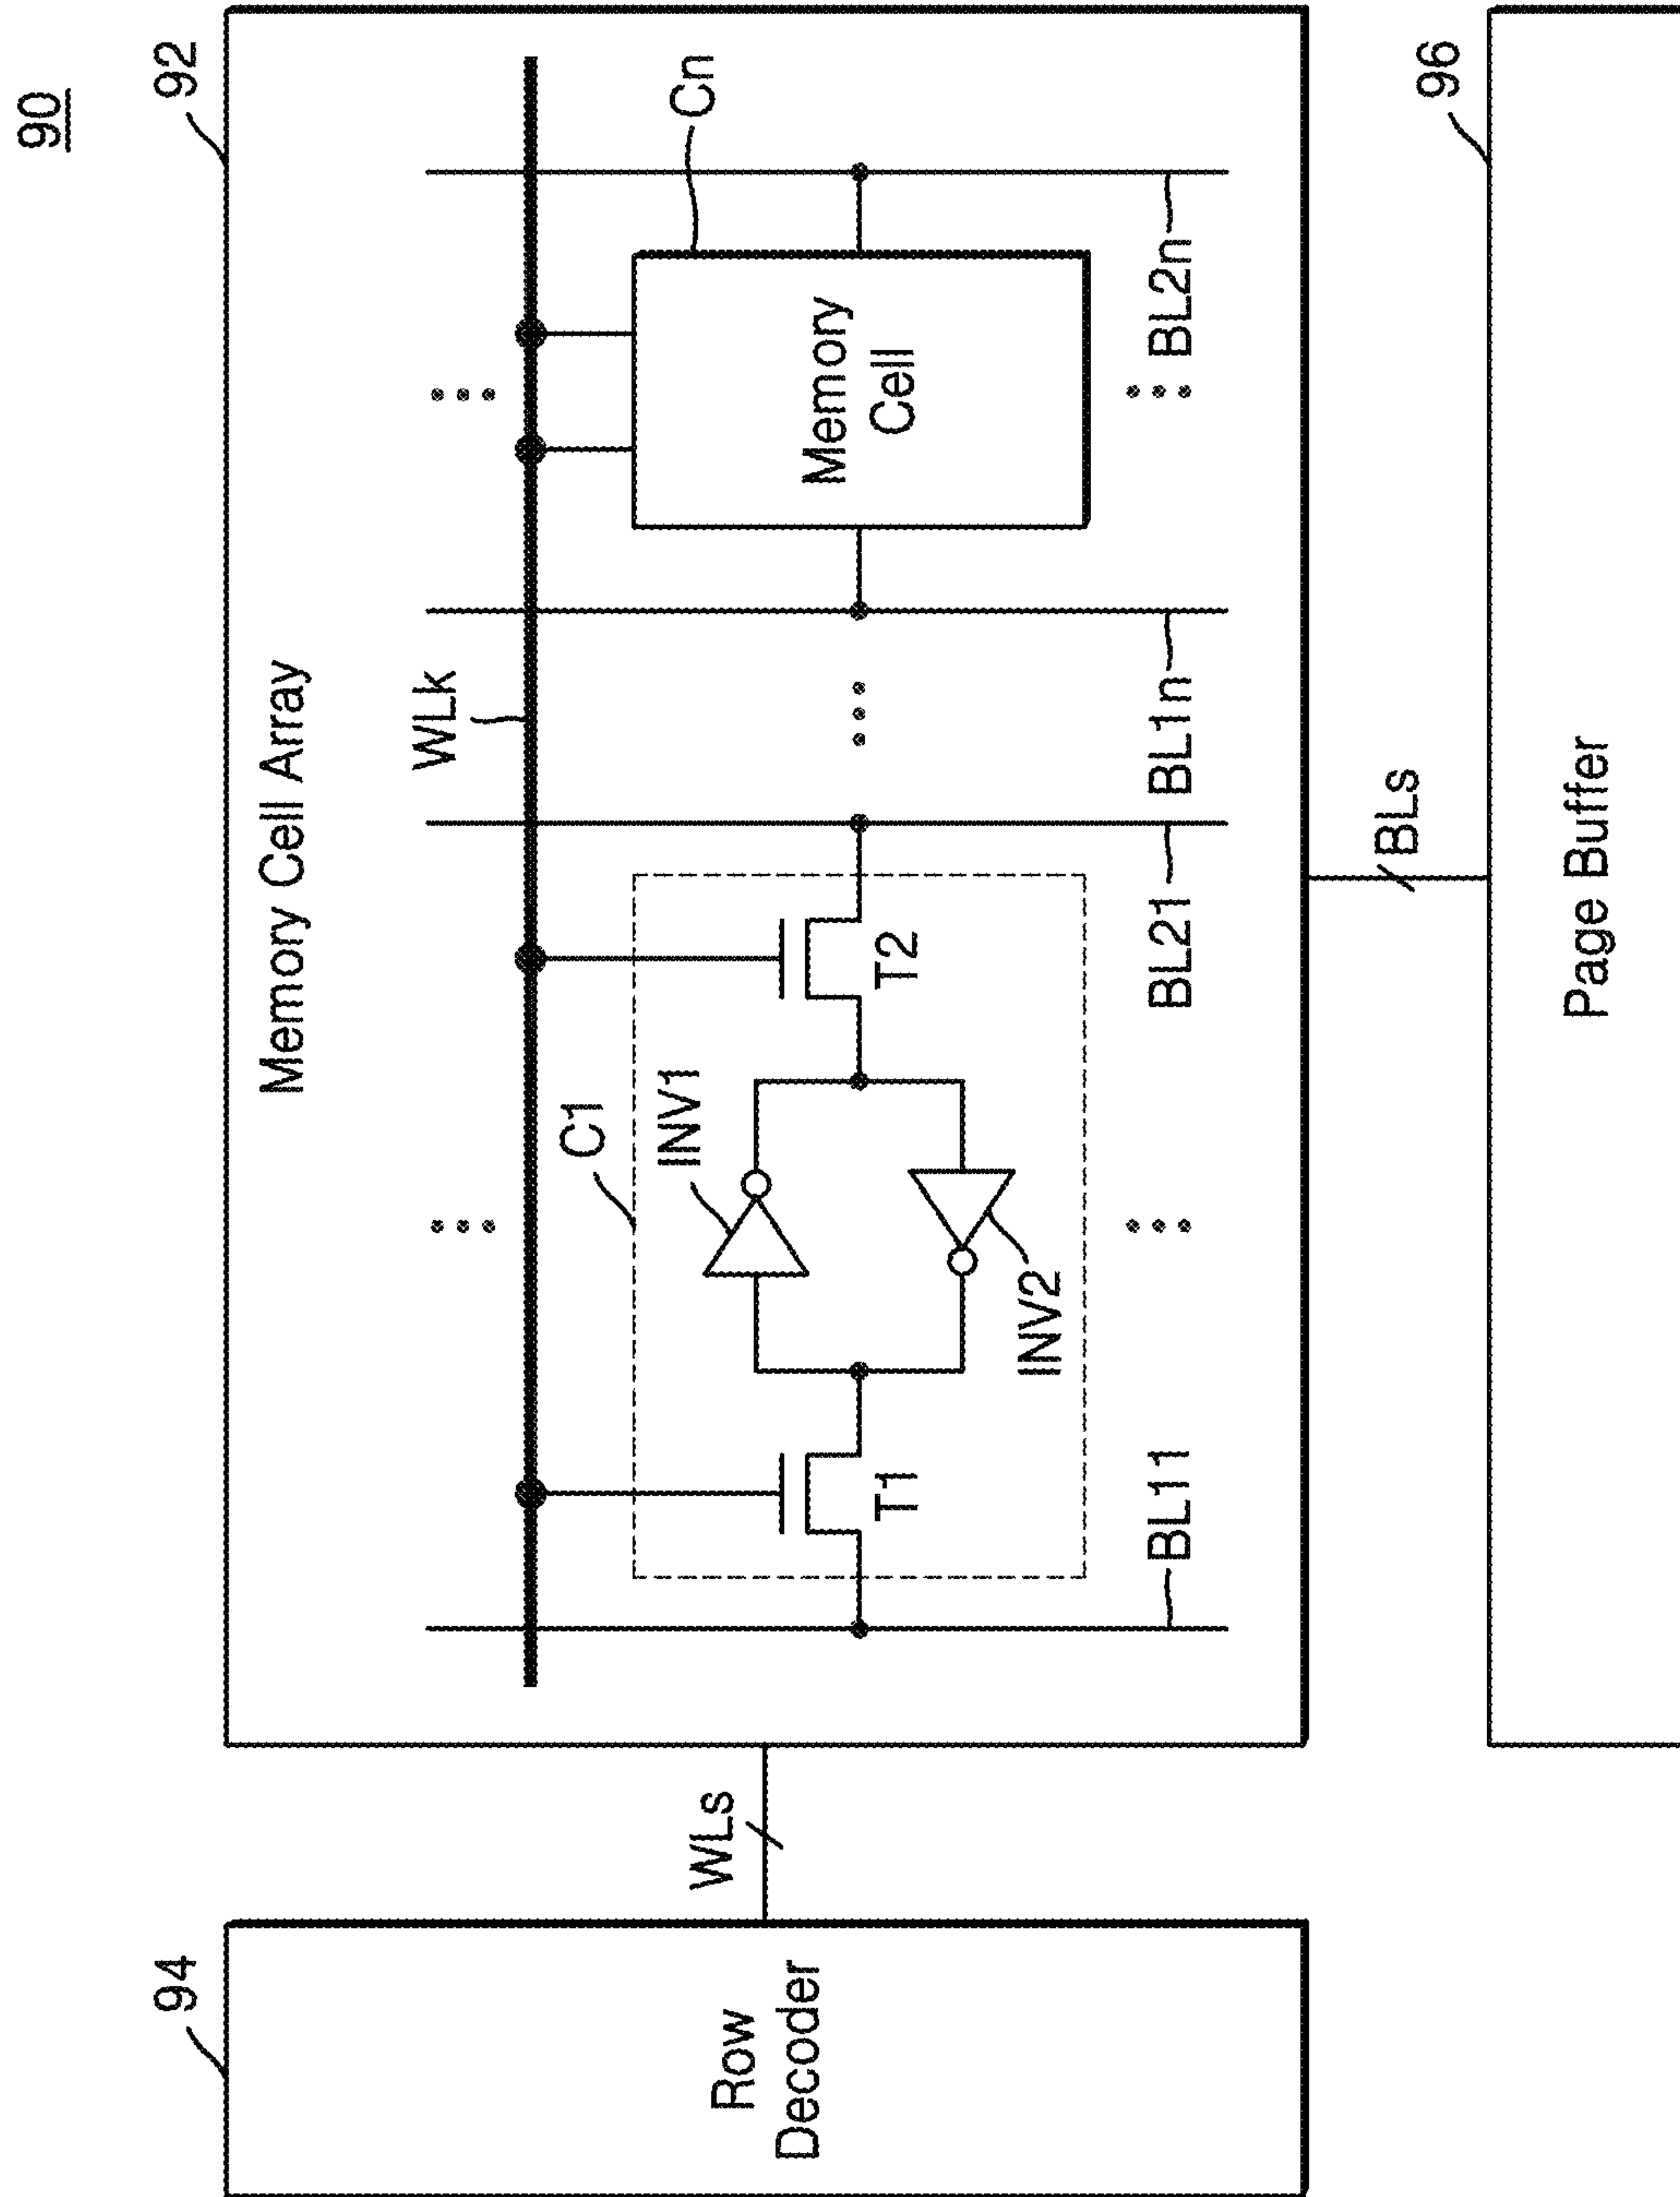 90
92
Memory Cell Array
WLk
Cn
C1
INV1
INV2
T1
T2
Memory
Cell
BL11
BL21
BL1n
BL2n
94
Row
Decoder
WLs
BLs
96
Page Buffer